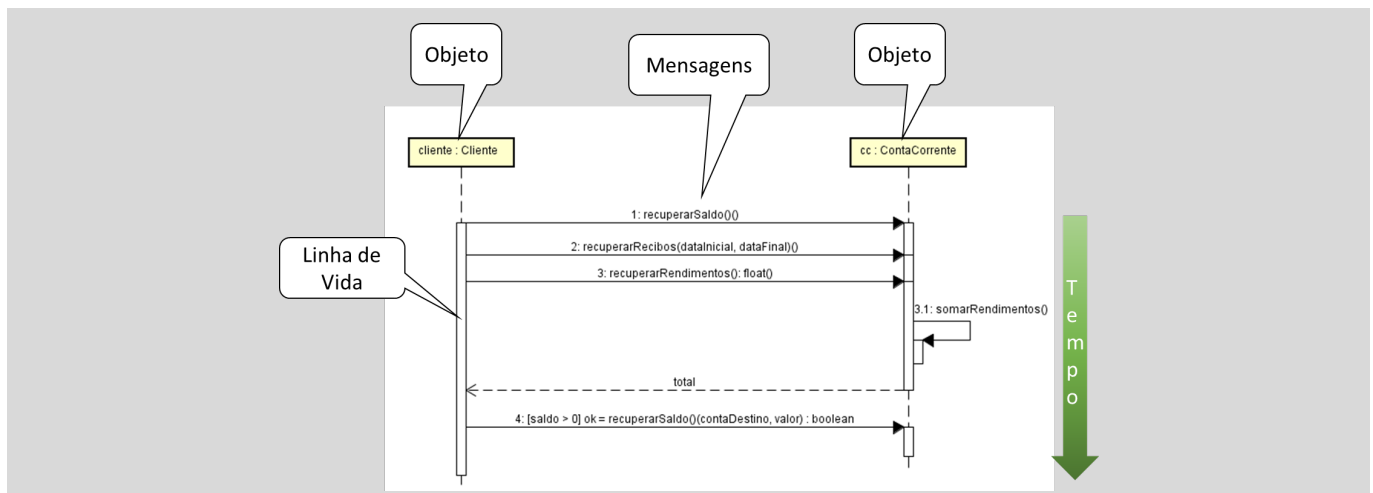 Objeto
Mensagens
Objeto
cliente : Cliente
cc : ContaCorrente
1: recuperarSaldo()()
2: recuperarRecibos(dataInicial, dataFinal)()
Linha de
Vida
3: recuperarRendimentos(): float()
3.1: somarRendimentos()
total
4: [saldo > 0] ok = recuperarSaldo()(contaDestino, valor) : boolean
T
e
m
p
o